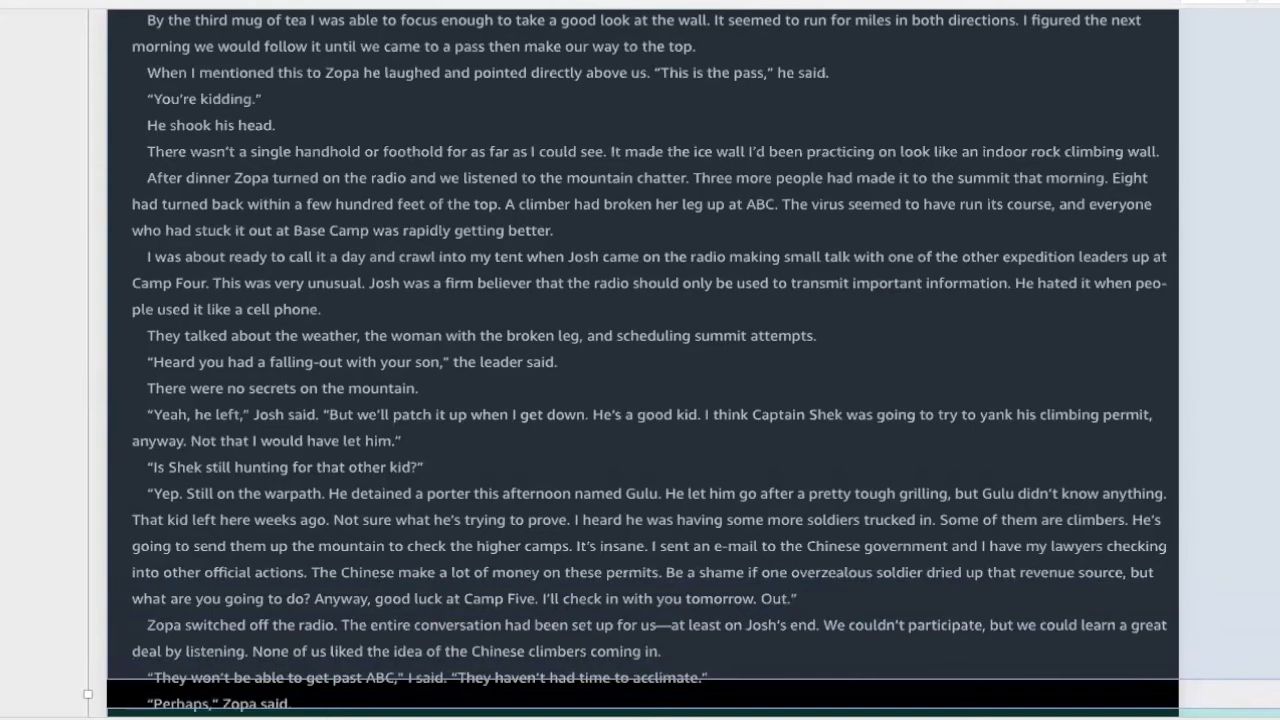 By the third mug of tea I was able to focus enough to take a good look at the wall. It seemed to run for miles in both directions. I figured the next
morning we would follow it until we came to a pass then make our way to the top.
When I mentioned this to Zopa he laughed and pointed directly above us. “This is the pass,” he said.
“You’re kidding.”
He shook his head.
There wasn’t a single handhold or foothold for as far as I could see. It made the ice wall I’d been practicing on look like an indoor rock climbing wall.
After dinner Zopa turned on the radio and we listened to the mountain chatter. Three more people had made it to the summit that morning. Eight
had turned back within a few hundred feet of the top. A climber had broken her leg up at ABC. The virus seemed to have run its course, and everyone
who had stuck it out at Base Camp was rapidly getting better.
I was about ready to call it a day and crawl into my tent when Josh came on the radio making small talk with one of the other expedition leaders up at
Camp Four. This was very unusual. Josh was a firm believer that the radio should only be used to transmit important information. He hated it when peo-
ple used it like a cell phone.
They talked about the weather, the woman with the broken leg, and scheduling summit attempts.
“Heard you had a falling-out with your son,” the leader said.
There were no secrets on the mountain.
“Yeah, he left,” Josh said. “But we’ll patch it up when I get down. He’s a good kid. I think Captain Shek was going to try to yank his climbing permit,
anyway. Not that I would have let him.”
“Is Shek still hunting for that other kid?”
“Yep. Still on the warpath. He detained a porter this afternoon named Gulu. He let him go after a pretty tough grilling, but Gulu didn’t know anything.
That kid left here weeks ago. Not sure what he’s trying to prove. I heard he was having some more soldiers trucked in. Some of them are climbers. He’s
going to send them up the mountain to check the higher camps. It’s insane. I sent an e-mail to the Chinese government and I have my lawyers checking
into other official actions. The Chinese make a lot of money on these permits. Be a shame if one overzealous soldier dried up that revenue source, but
what are you going to do? Anyway, good luck at Camp Five. I’ll check in with you tomorrow. Out.”
Zopa switched off the radio. The entire conversation had been set up for us—at least on Josh’s end. We couldn’t participate, but we could learn a great
deal by listening. None of us liked the idea of the Chinese climbers coming in.
“They won’t be able to get past ABC,” I said. “They haven’t had time to acclimate.”
“Perhaps,” Zopa said.